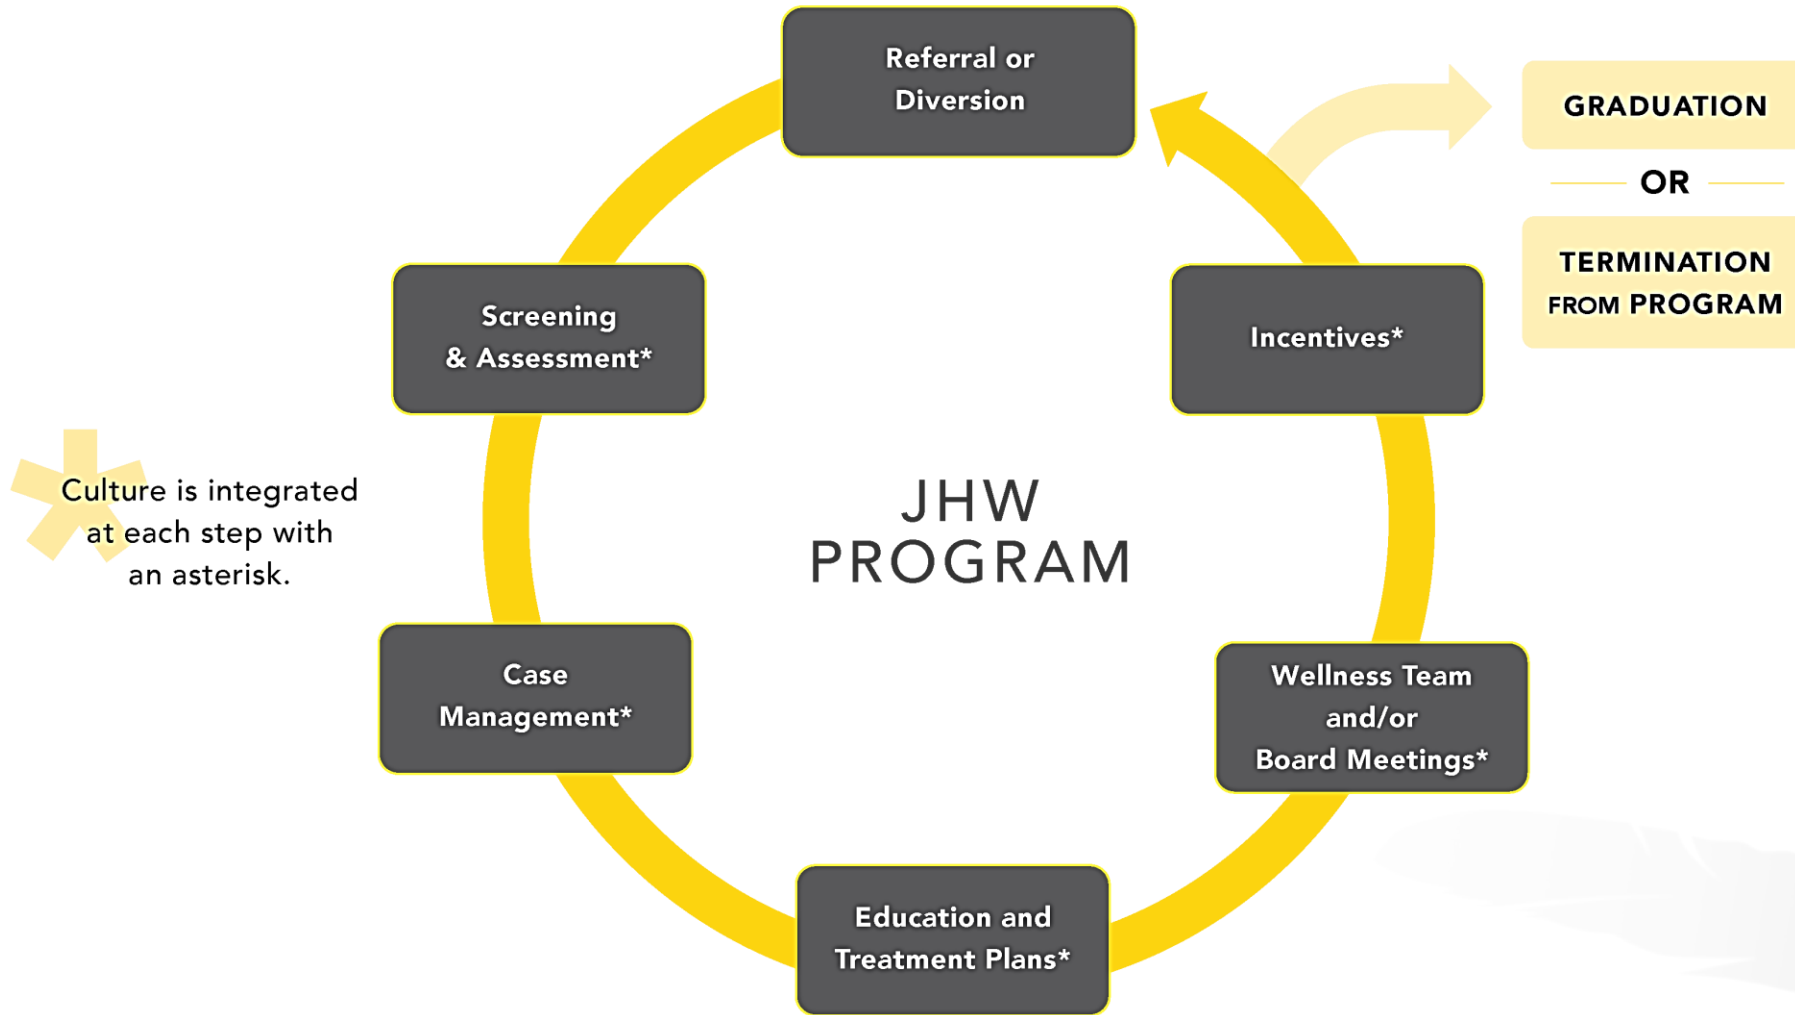 Referral or
Diversion
GRADUATION
OR
TERMINATION
FROM PROGRAM
Screening
& Assessment*
Incentives*
Culture is integrated
at each step with
an asterisk.
JHW
PROGRAM
Case
Management*
Wellness Team
and/or
Board Meetings*
Education and
Treatment Plans*